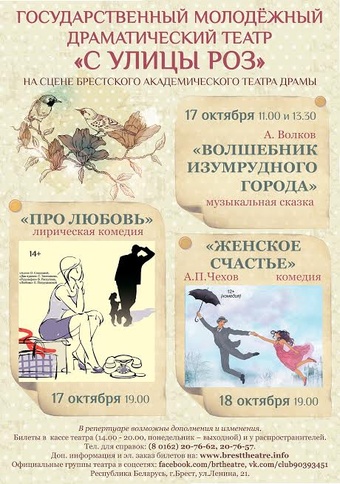 ГОСУДАРСТВЕННЫЙ МОЛОДЁЖНЫЙ
ДРАМАТИЧЕСКИЙ ТЕАТР
«С УЛИЦЫ РОЗ»
НА СЦЕНЕ БРЕСТСКОГО АКАДЕМИЧЕСКОГО ТЕАТРА ДРАМЫ
17 октября 11.00 и 13.30
А. Волков
«ВОЛШЕБНИК
ИЗУМРУДНОГО
ГОРОДА»
музыкальная сказка
«ПРО ЛЮБОВЬ»
лирическая комедия
14+
17 октября 19.00
«ЖЕНСКОЕ
СЧАСТЬЕ»
А.П.Чехов комедия
12+
(комедия)
18 октября 19.00
В репертуаре возможны дополнения и изменения.
Билеты в кассе театра (14.00 - 20.00, понедельник – выходной) и у распространителей.
Тел. для справок: (8 0162) 20-76-62, 20-76-57.
Доп. информация и эл. заказ билетов на: www.bresttheatre.info
Официальные группы театра в соцсетях: facebook.com/brtheatre, vk.com/club90393451
Республика Беларусь, г.Брест, ул.Ленина, 21.